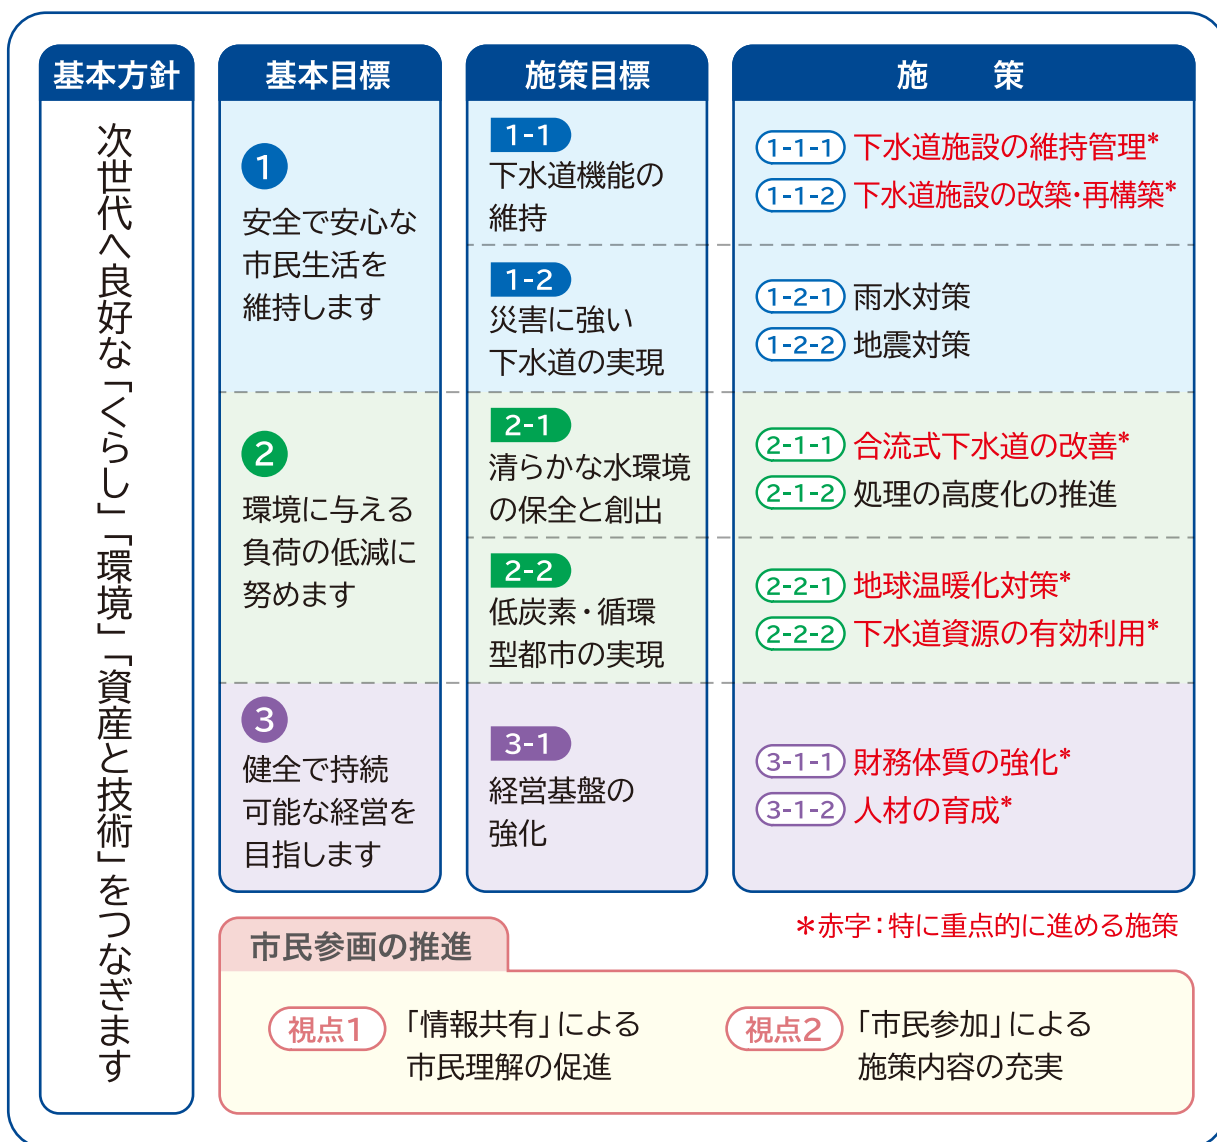 基本方針
次世代へ良好な「くらし」「環境」「資産と技術」をつなぎます
基本目標
1
安全で安心な
市民生活を
維持します
2
環境に与える
負荷の低減に
努めます
3
健全で持続
可能な経営を
目指します
施策目標
1-1
下水道機能の
維持
1-2
災害に強い
下水道の実現
2-1
清らかな水環境
の保全と創出
2-2
低炭素・循環
型都市の実現
3-1
経営基盤の
強化
施 策
1-1-1 下水道施設の維持管理*
1-1-2 下水道施設の改築・再構築*
1-2-1 雨水対策
1-2-2 地震対策
2-1-1 合流式下水道の改善*
2-1-2 処理の高度化の推進
2-2-1 地球温暖化対策*
2-2-2 下水道資源の有効利用*
3-1-1 財務体質の強化*
3-1-2 人材の育成*
*赤字：特に重点的に進める施策
市民参画の推進
視点1 「情報共有」による
市民理解の促進
視点2 「市民参加」による
施策内容の充実